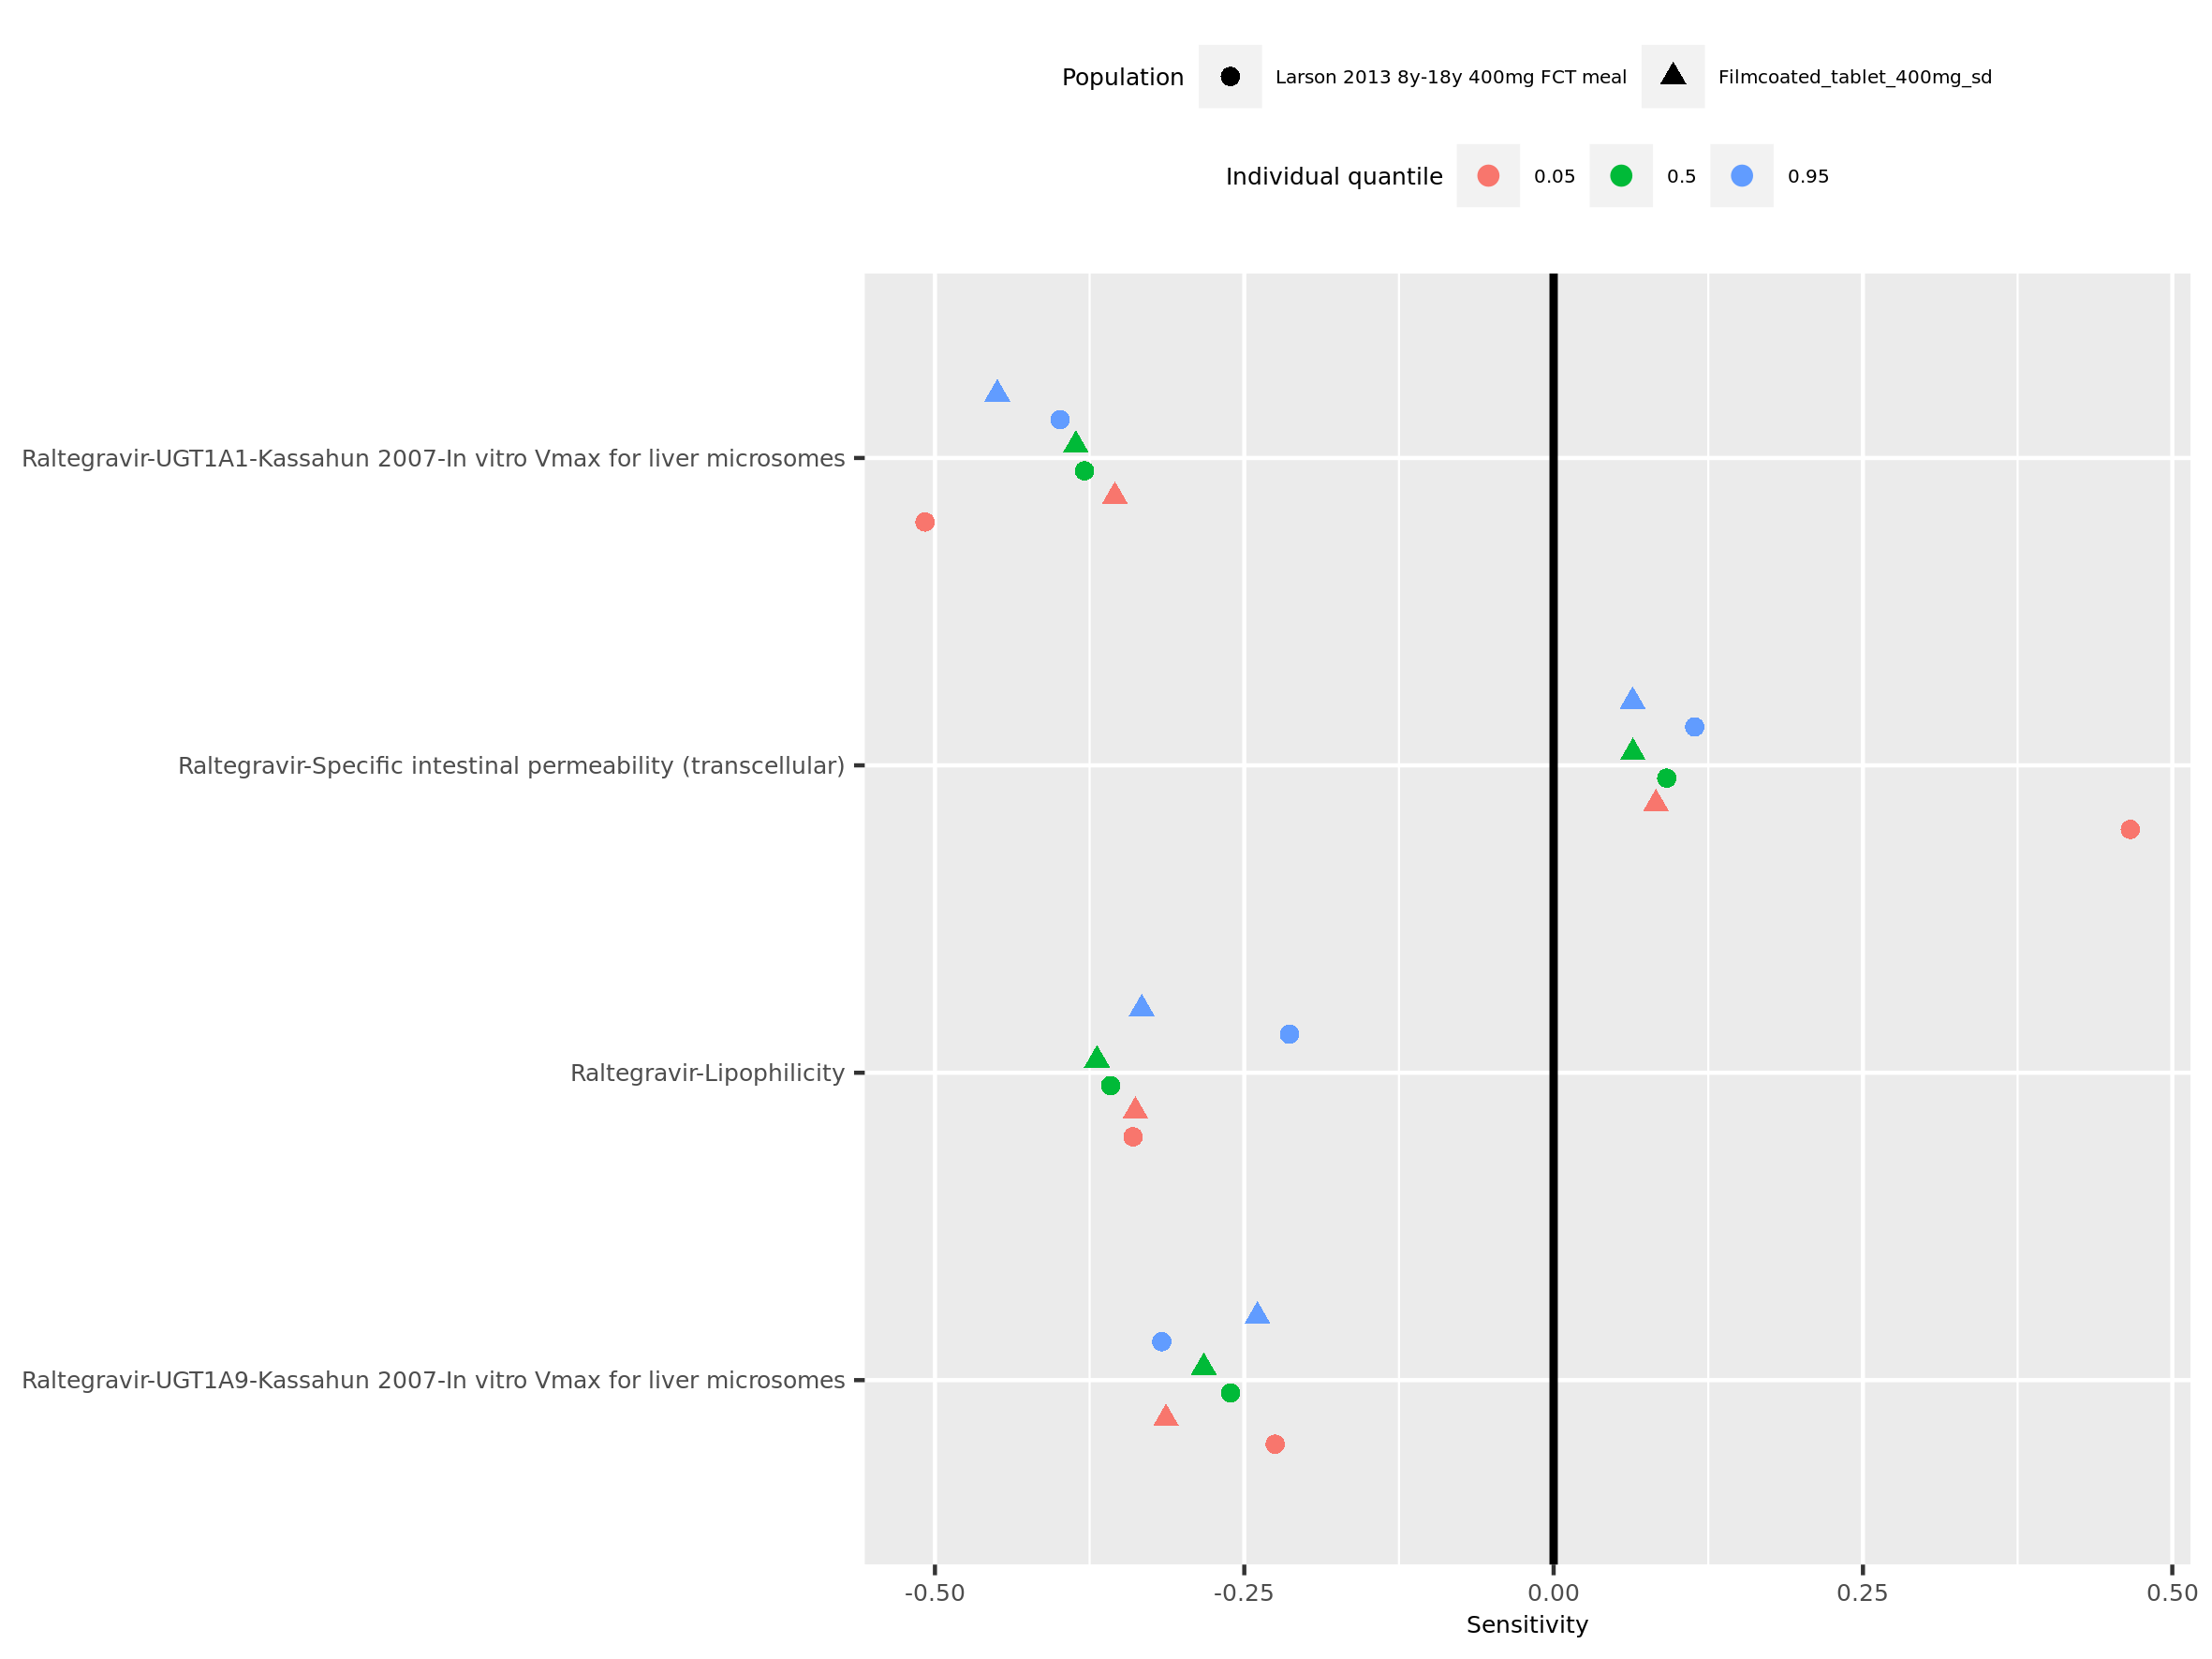 Population Larson 2013 8y-18y 400mg FCT meal Filmcoated_tablet_400mg_sd
Individual quantile 0.05 0.5 0.95
Raltegravir-UGT1A1-Kassahun 2007-In vitro Vmax for liver microsomes
Raltegravir-Specific intestinal permeability (transcellular)
Raltegravir-Lipophilicity
Raltegravir-UGT1A9-Kassahun 2007-In vitro Vmax for liver microsomes
-0.50 -0.25 0.00 0.25 0.50
Sensitivity